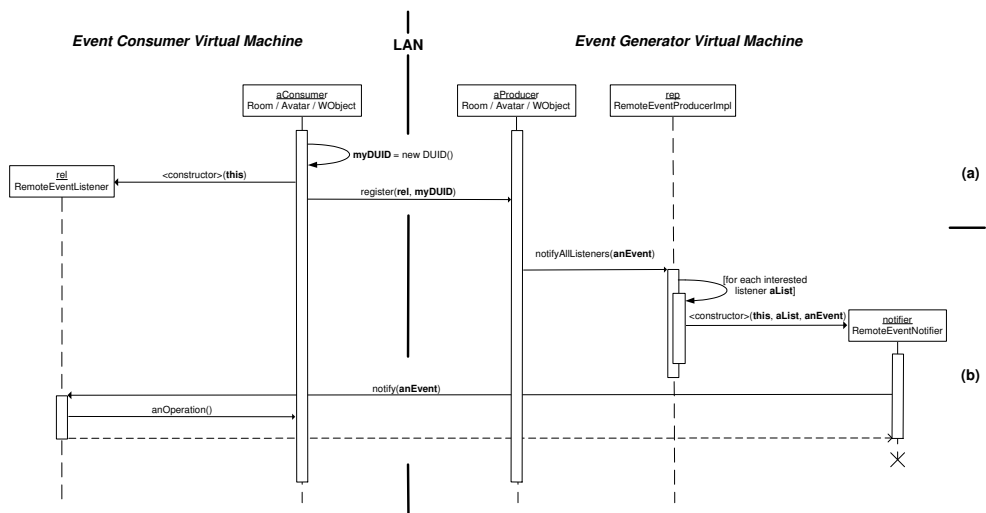 Event Consumer Virtual Machine
LAN
Event Generator Virtual Machine
aConsumer
Room / Avatar / WObject
aProducer
Room / Avatar / WObject
rep
RemoteEventProducerImpl
myDUID = new DUID()
rel
RemoteEventListener
<constructor>(this)
(a)
register(rel, myDUID)
notifyAllListeners(anEvent)
[for each interested
listener aList]
<constructor>(this, aList, anEvent)
notifier
RemoteEventNotifier
(b)
notify(anEvent)
anOperation()